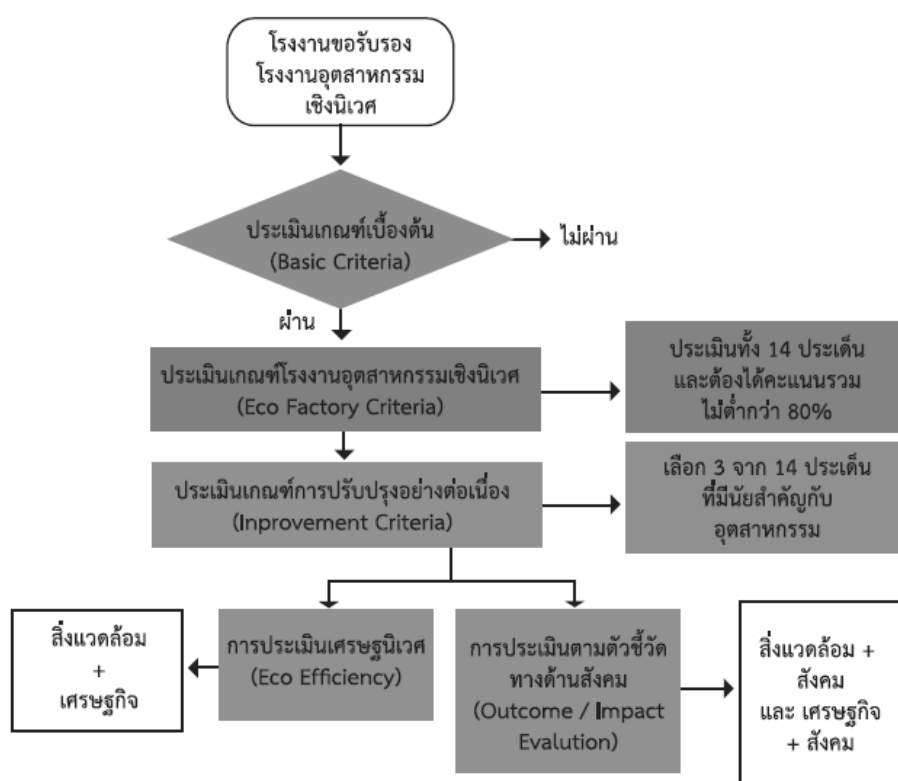 โรงงานขอรับรอง
โรงงานอุตสาหกรรม
เชิงนิเวศ
ประเมินเกณฑ์เบื้องต้น
(Basic Criteria)
ไม่ผ่าน
ผ่าน
ประเมินเกณฑ์โรงงานอุตสาหกรรมเชิงนิเวศ
(Eco Factory Criteria)
ประเมินทั้ง 14 ประเด็น
และต้องได้คะแนนรวม
ไม่ต่ำกว่า 80%
ประเมินเกณฑ์การปรับปรุงอย่างต่อเนื่อง
(Inprovement Criteria)
เลือก 3 จาก 14 ประเด็น
ที่มีนัยสำคัญกับ
อุตสาหกรรม
สิ่งแวดล้อม
+
เศรษฐกิจ
การประเมินเศรษฐนิเวศ
(Eco Efficiency)
การประเมินตามตัวชี้วัด
ทางด้านสังคม
(Outcome / Impact
Evalution)
สิ่งแวดล้อม +
สังคม
และ เศรษฐกิจ
+ สังคม